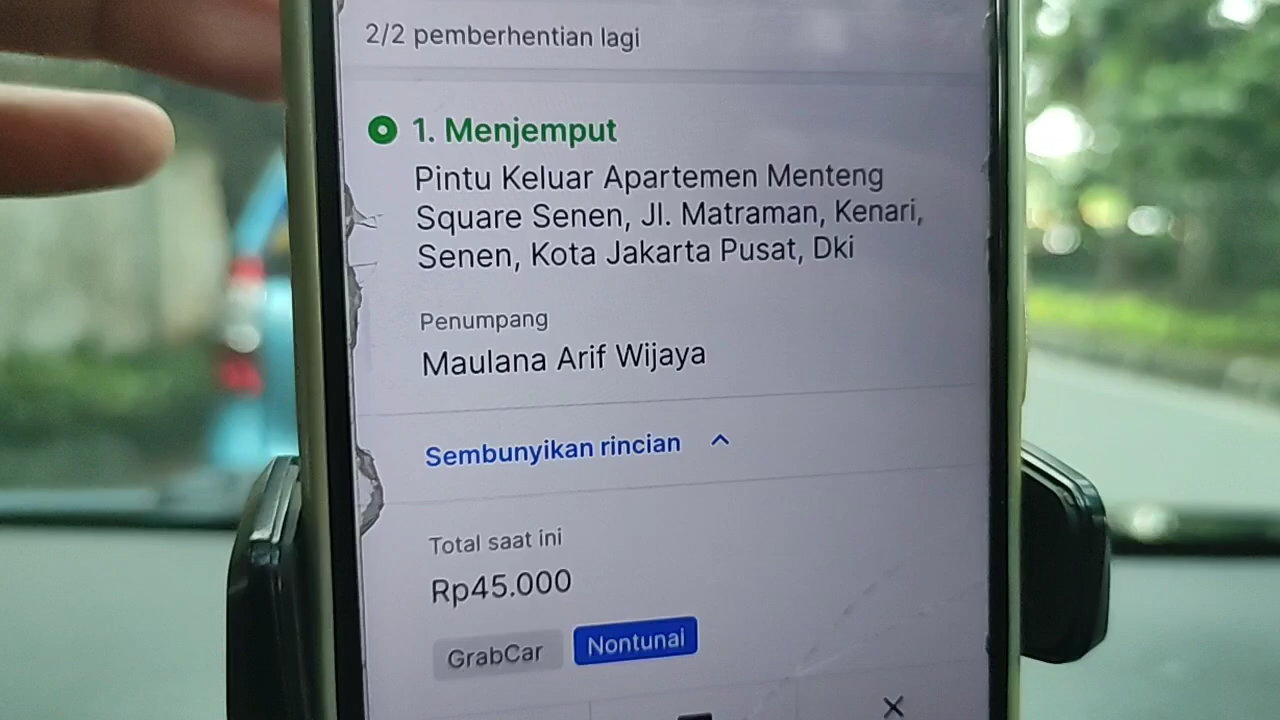 2/2 pemberhentian lagi
1. Menjemput
Pintu Keluar Apartemen Menteng
Square Senen, Jl. Matraman, Kenari,
Senen, Kota Jakarta Pusat, Dki
Penumpang
Maulana Arif Wijaya
Sembunyikan rincian
Total saat ini
Rp45.000
GrabCar Nontunai